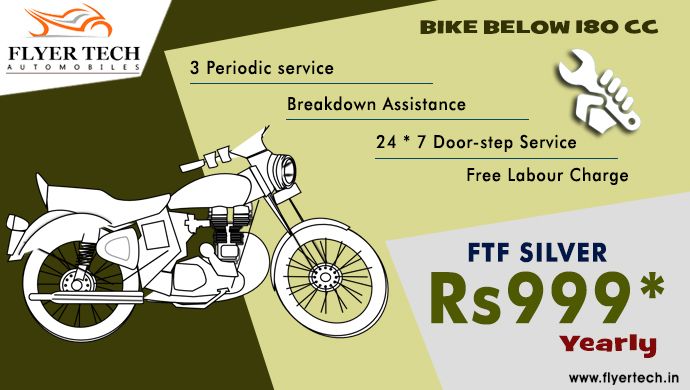 FLYER TECH
AUTOMOBILES
BIKE BELOW 180 CC
3 Periodic service
Breakdown Assistance
24 * 7 Door-step Service
Free Labour Charge
FTF SILVER
Rs999*
Yearly
www.flyertech.in